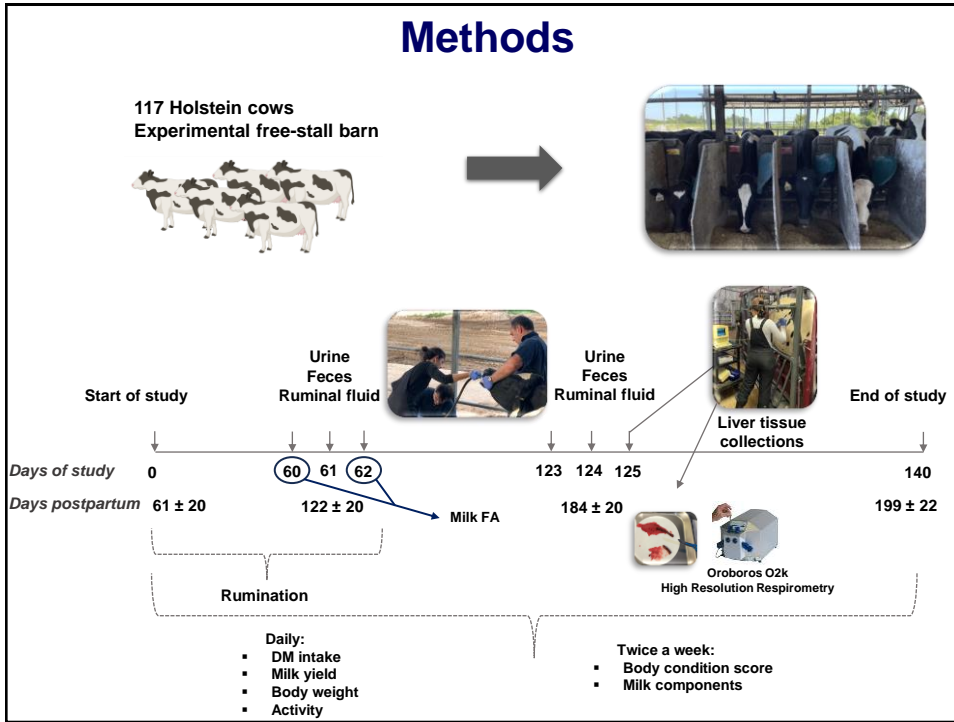 Methods
117 Holstein cows
Experimental free-stall barn
Start of study
Urine
Feces
Ruminal fluid
Urine
Feces
Ruminal fluid
Liver tissue
collections
End of study
Days of study
0
60
61
62
123
124
125
140
Days postpartum
61 ± 20
122 ± 20
184 ± 20
199 ± 22
Milk FA
Oroboros O2k
High Resolution Respirometry
Rumination
Daily:
▪ DM intake
▪ Milk yield
▪ Body weight
▪ Activity
Twice a week:
▪ Body condition score
▪ Milk components